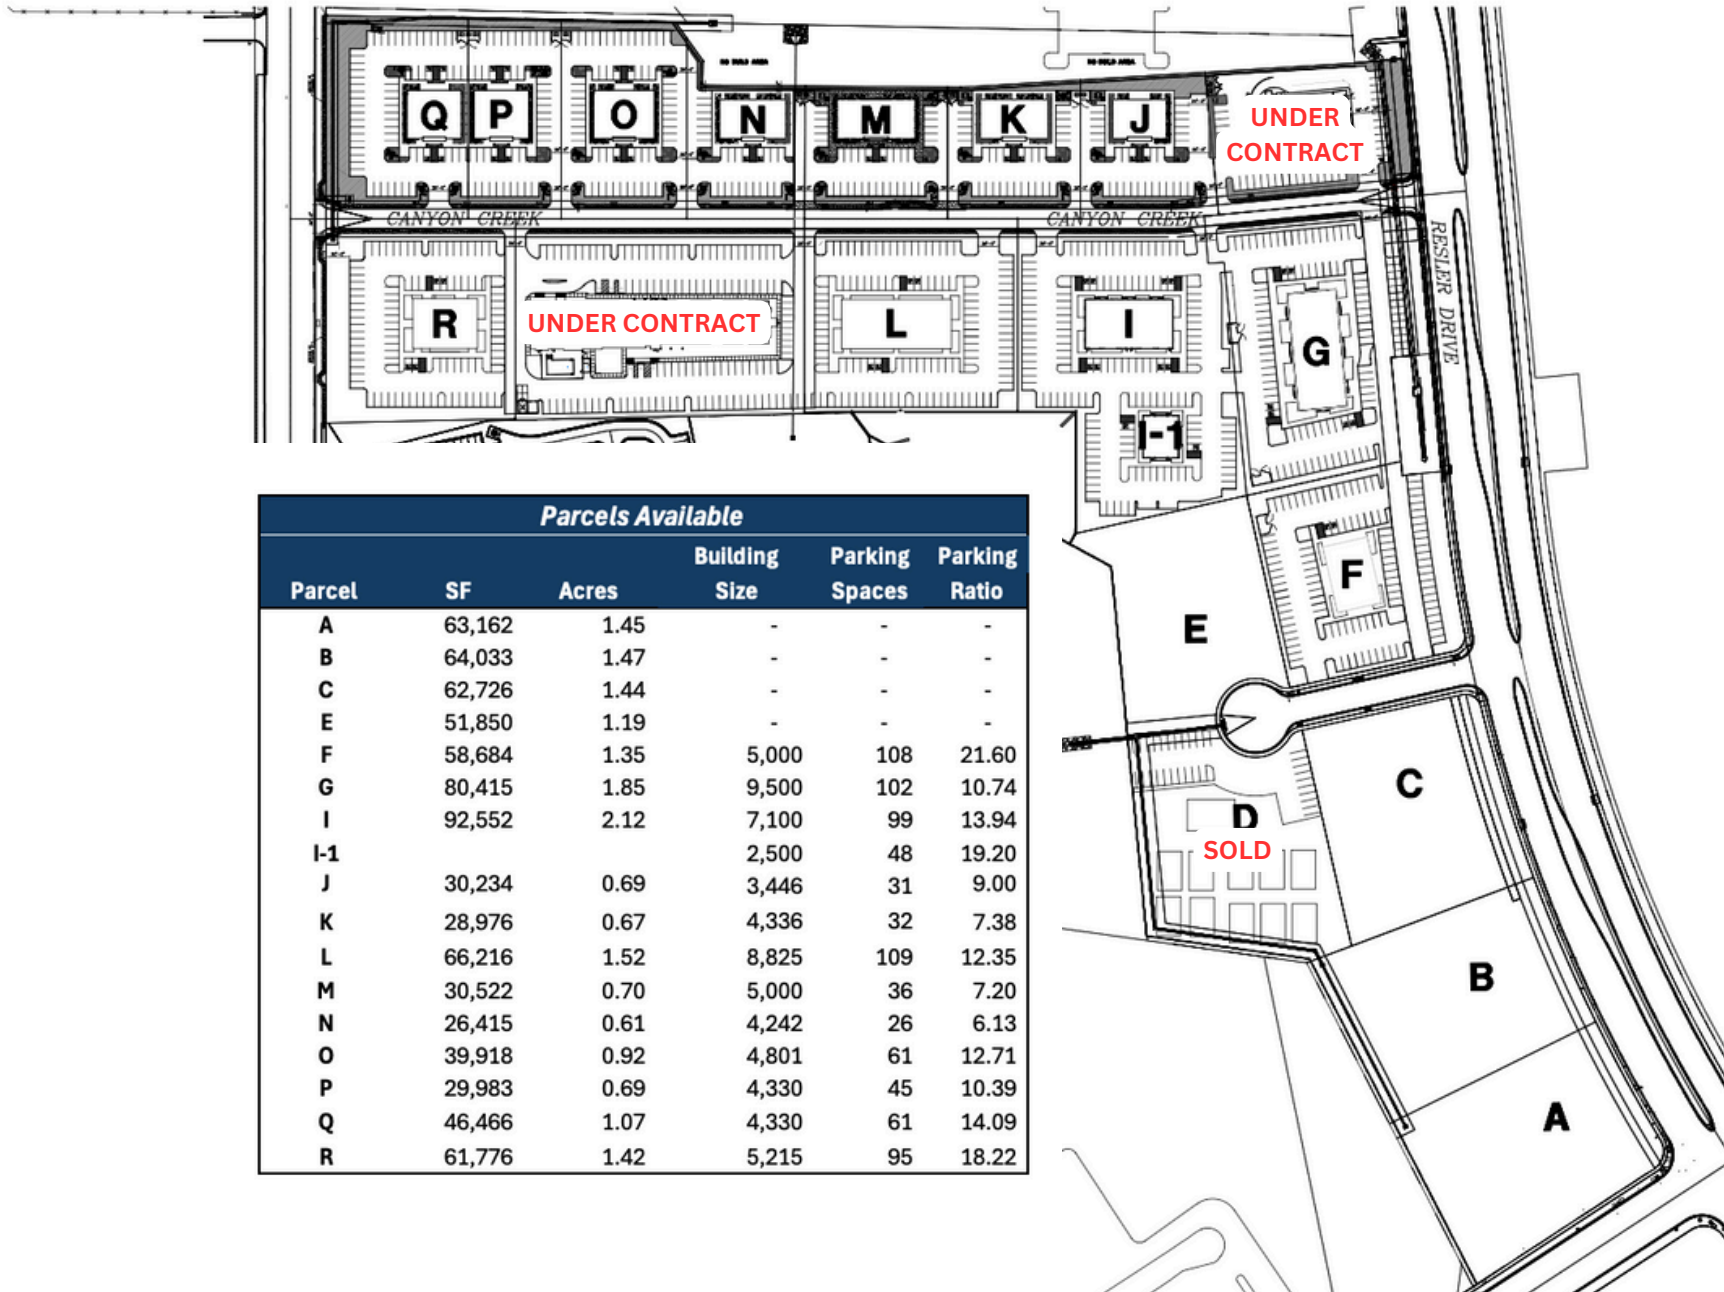 NO BUILD AREA
NO BUILD AREA
Q P O N M K J
UNDER
CONTRACT
CANYON CREEK
CANYON CREEK
RESLER DRIVE
R
UNDER CONTRACT
L
I
G
I-1
F
E
C
D
SOLD
B
A
Parcels Available
Parcel SF Acres Building Size Parking Spaces Parking Ratio
A 63,162 1.45 - - -
B 64,033 1.47 - - -
C 62,726 1.44 - - -
E 51,850 1.19 - - -
F 58,684 1.35 5,000 108 21.60
G 80,415 1.85 9,500 102 10.74
I 92,552 2.12 7,100 99 13.94
I-1 2,500 48 19.20
J 30,234 0.69 3,446 31 9.00
K 28,976 0.67 4,336 32 7.38
L 66,216 1.52 8,825 109 12.35
M 30,522 0.70 5,000 36 7.20
N 26,415 0.61 4,242 26 6.13
O 39,918 0.92 4,801 61 12.71
P 29,983 0.69 4,330 45 10.39
Q 46,466 1.07 4,330 61 14.09
R 61,776 1.42 5,215 95 18.22